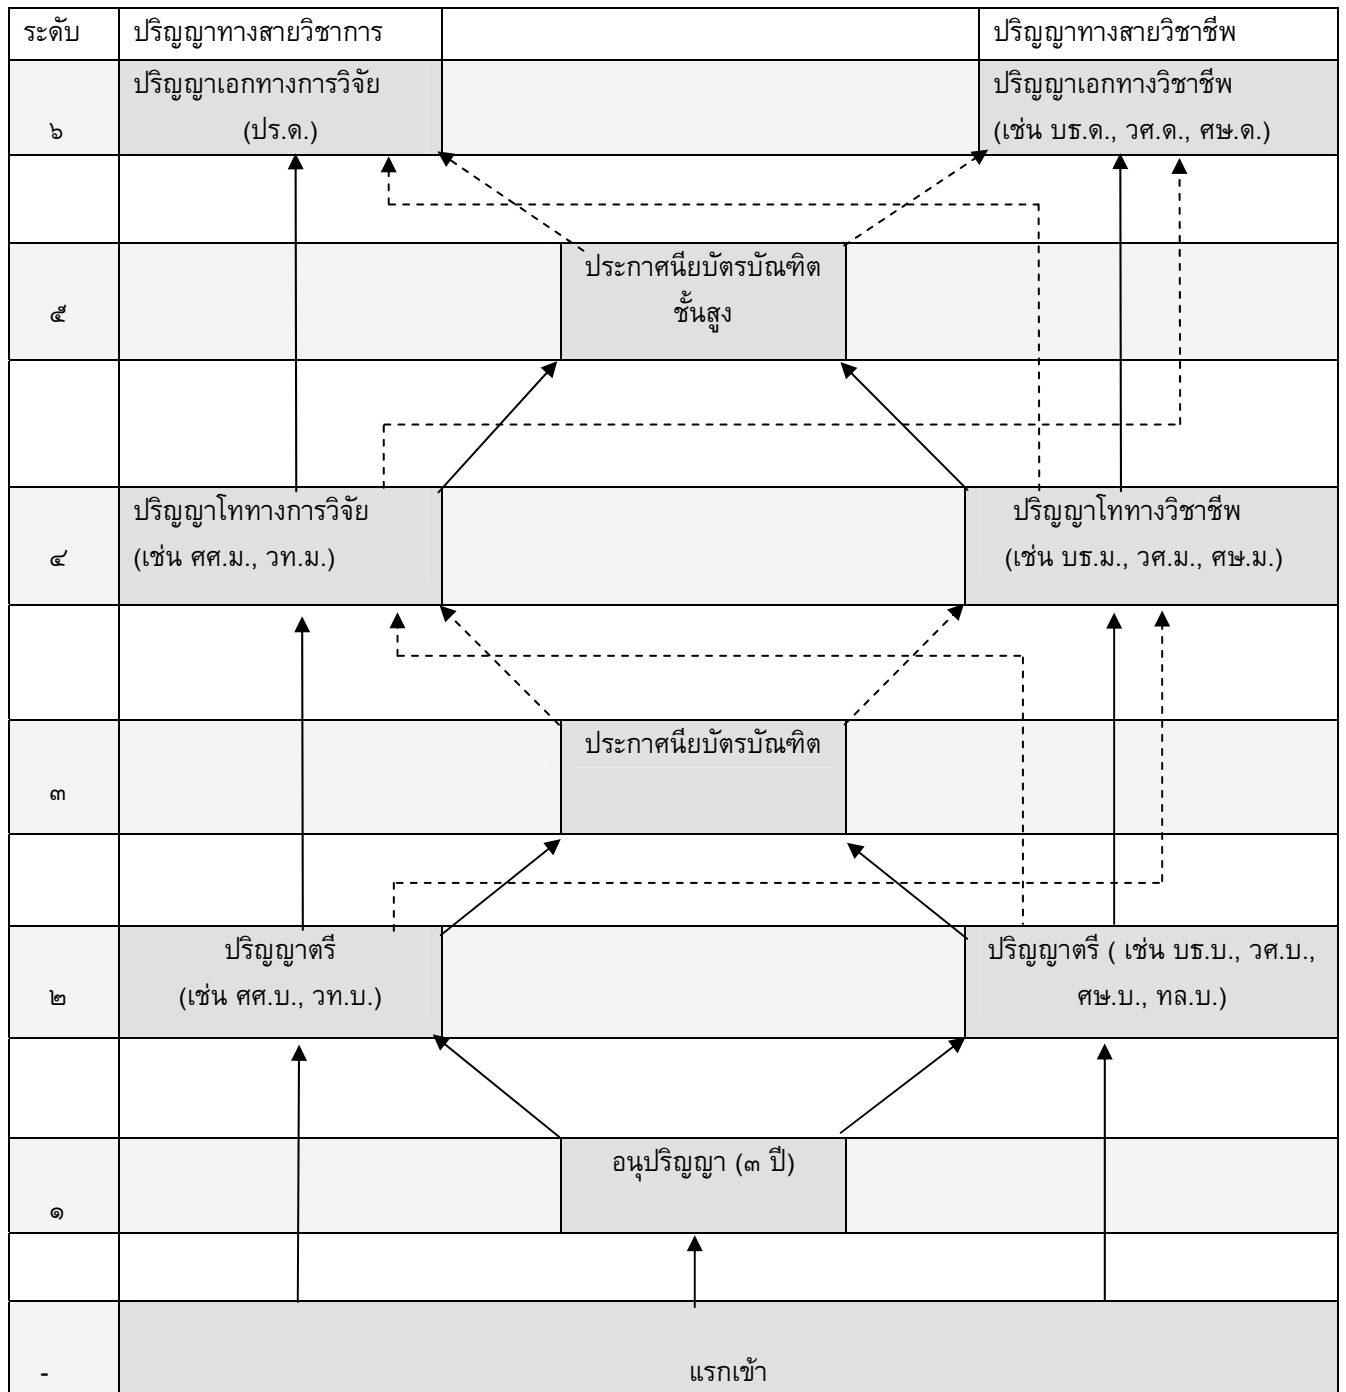 ระดับ ปริญญาทางสายวิชาการ ปริญญาทางสายวิชาชีพ
ปริญญาเอกทางการวิจัย ปริญญาเอกทางวิชาชีพ
๖ (ปร.ด.) (เช่น บธ.ด., วศ.ด., ศษ.ด.)
ประกาศนียบัตรบัณฑิต
๕ ชั้นสูง
ปริญญาโททางการวิจัย ปริญญาโททางวิชาชีพ
๔ (เช่น ศศ.ม., วท.ม.) (เช่น บธ.ม., วศ.ม., ศษ.ม.)
ประกาศนียบัตรบัณฑิต
๓
ปริญญาตรี ปริญญาตรี ( เช่น บธ.บ., วศ.บ.,
๒ (เช่น ศศ.บ., วท.บ.) ศษ.บ., ทล.บ.)
อนุปริญญา (๓ ปี)
๑
- แรกเข้า